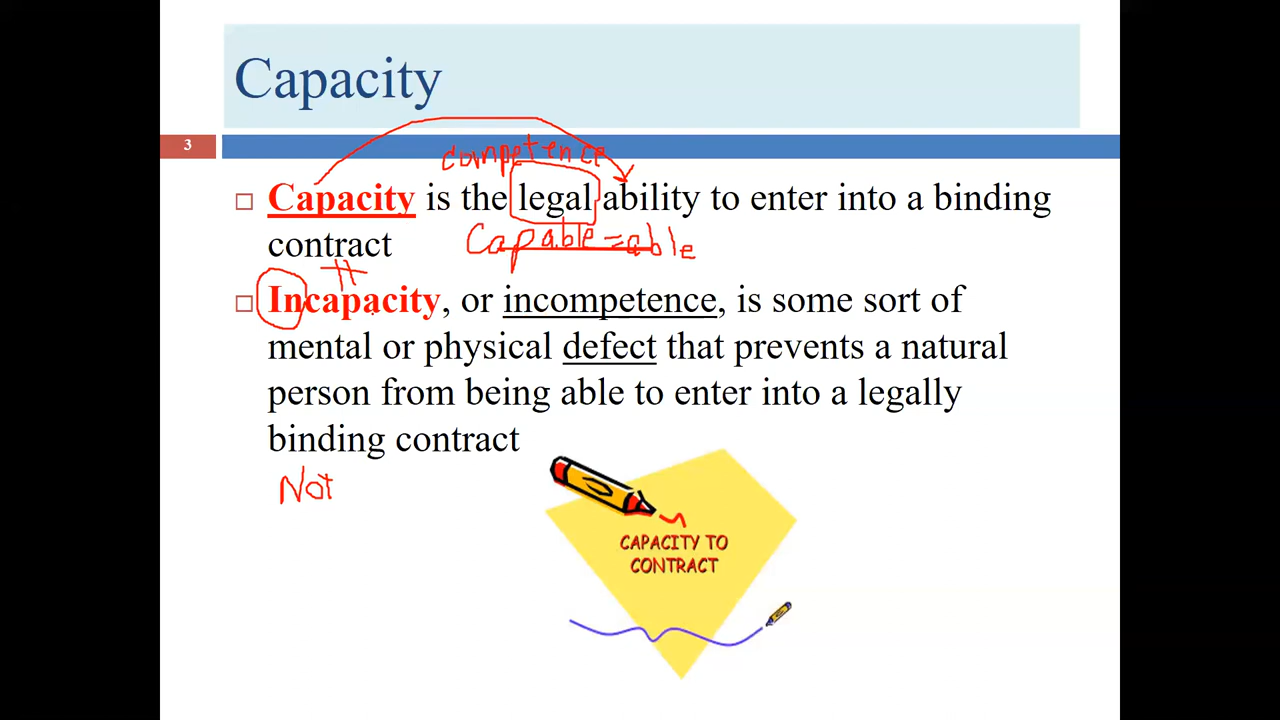 Capacity
3
competence
Capacity is the legal ability to enter into a binding
contract
Capable = able
Incapacity, or incompetence, is some sort of
mental or physical defect that prevents a natural
person from being able to enter into a legally
binding contract
Not
CAPACITY TO
CONTRACT